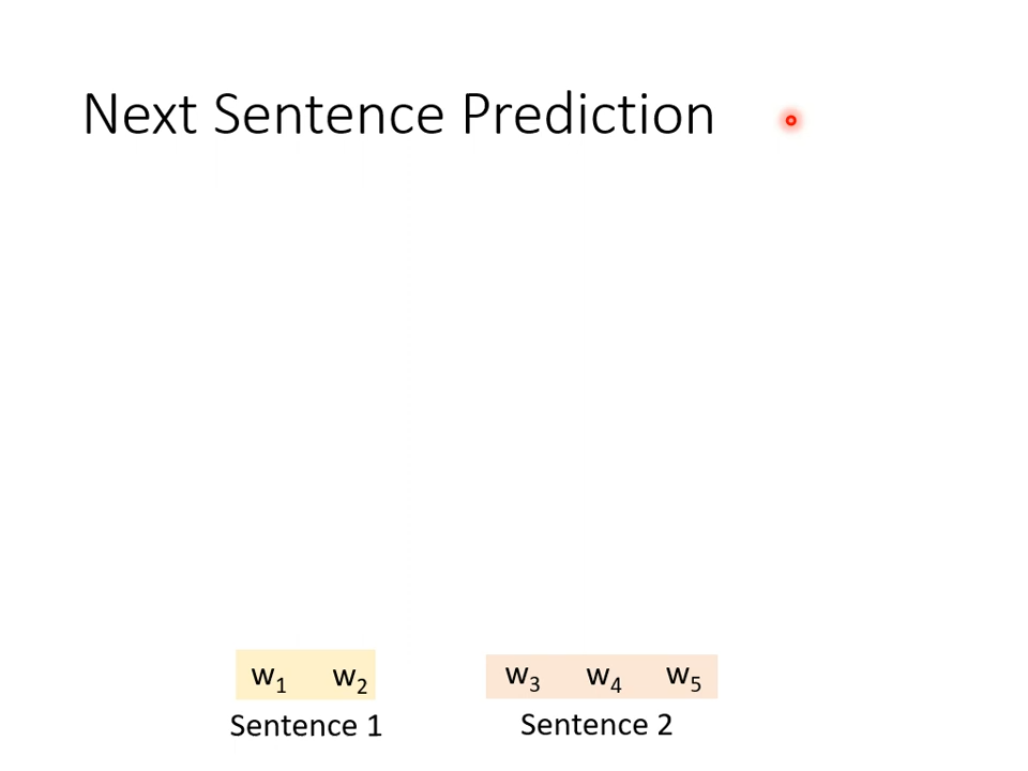 Next Sentence Prediction
w₁ w₂ w₃ w₄ w₅
Sentence 1 Sentence 2